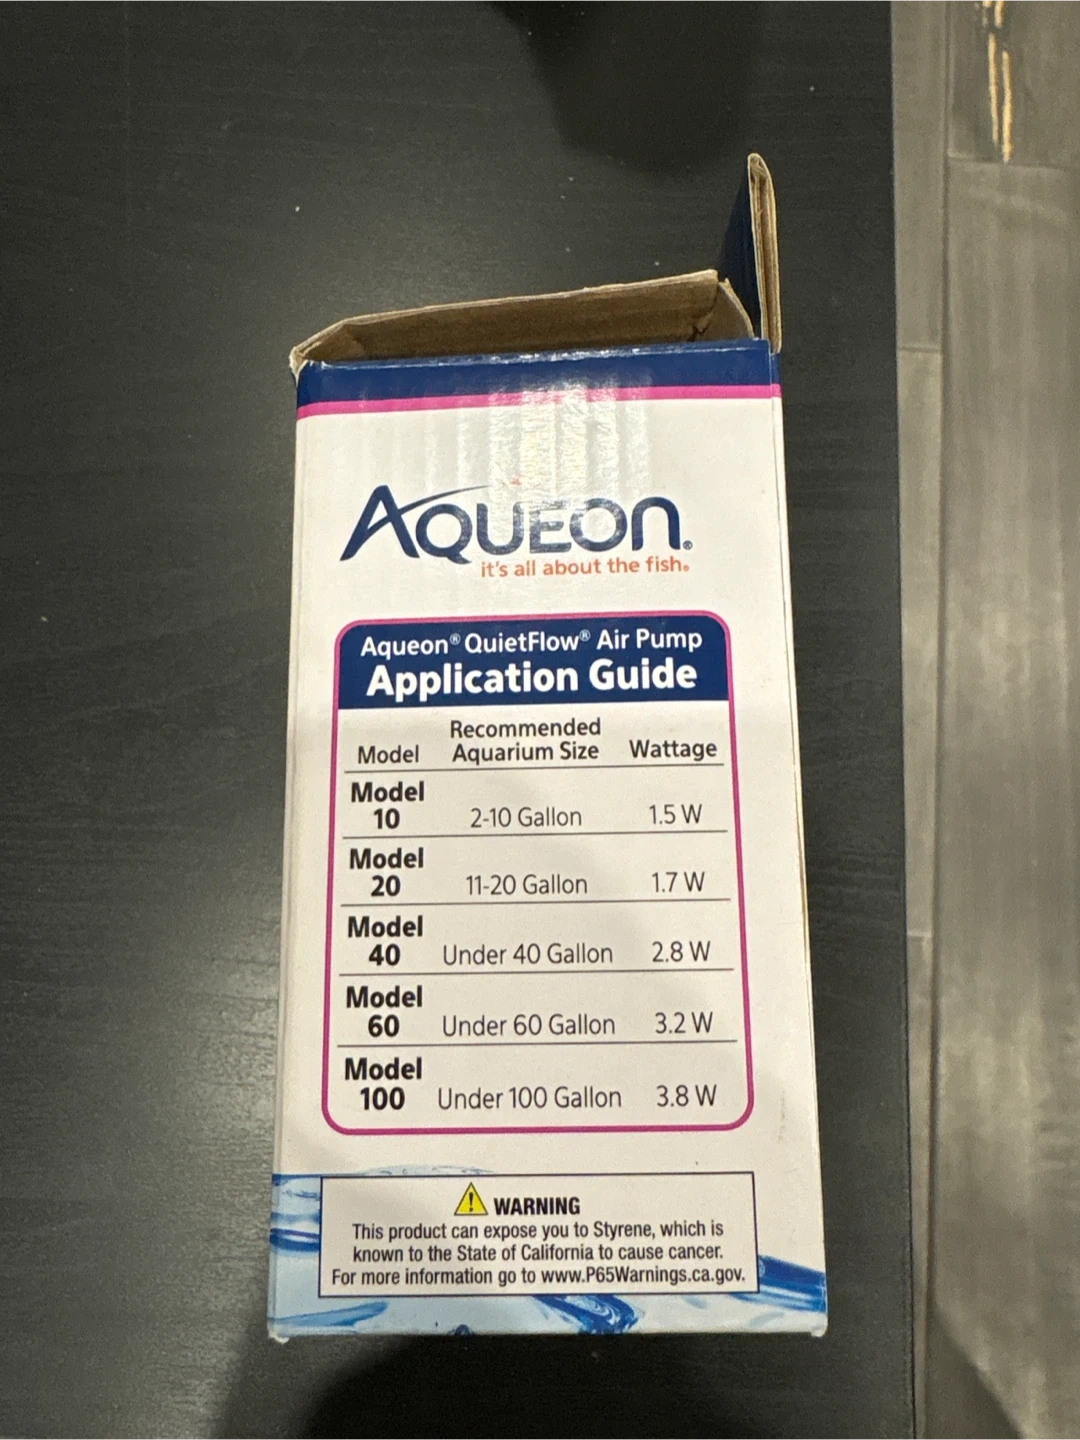 AQUEON®
it's all about the fish®
Aqueon® QuietFlow® Air Pump
Application Guide
Model Recommended Aquarium Size Wattage
Model 10 2-10 Gallon 1.5 W
Model 20 11-20 Gallon 1.7 W
Model 40 Under 40 Gallon 2.8 W
Model 60 Under 60 Gallon 3.2 W
Model 100 Under 100 Gallon 3.8 W
WARNING
This product can expose you to Styrene, which is
known to the State of California to cause cancer.
For more information go to www.P65Warnings.ca.gov.